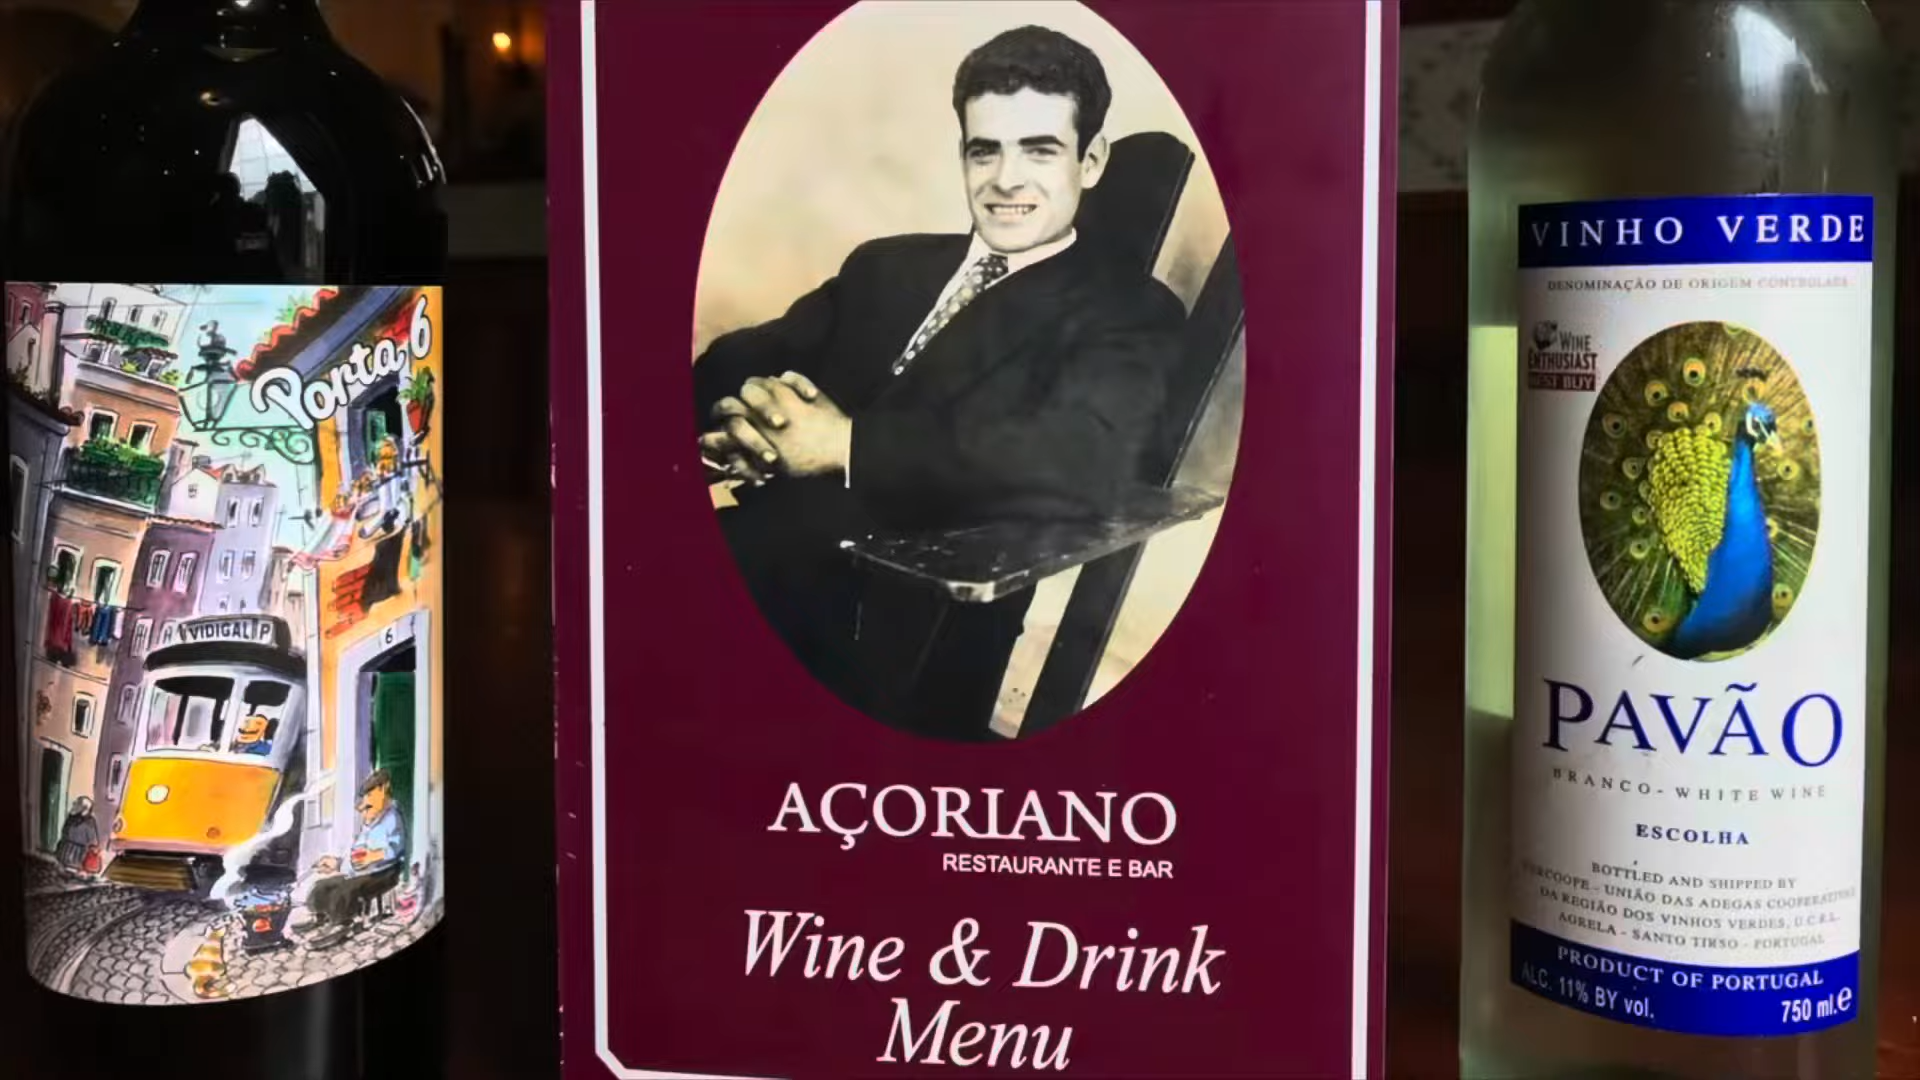 Porta 6
VIDIGAL P
6
AÇORIANO
RESTAURANTE E BAR
Wine & Drink
Menu
VINHO VERDE
DENOMINAÇÃO DE ORIGEM
WINE
ENTHUSIAST
BEST BUY
PAVÃO
BRANCO - WHITE WINE
ESCOLHA
BOTTLED AND SHIPPED BY
- UNIÃO DAS ADEGAS
DA REGIÃO DOS VINHOS VERDES, U.C.R.L.
AGRELA - SANTO TIRSO - PORTUGAL
PRODUCT OF PORTUGAL
ALC. 11% BY vol.
750 ml.e